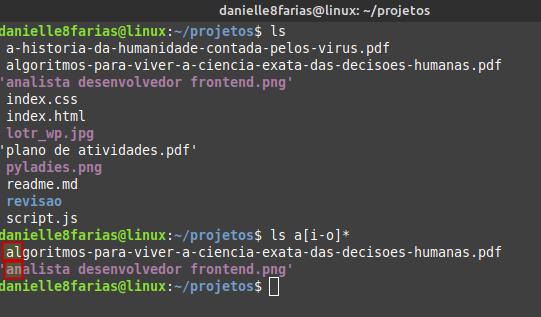 danielle8farias@linux: ~/projetos
danielle8farias@linux:~/projetos$ ls
a-historia-da-humanidade-contada-pelos-virus.pdf
algoritmos-para-viver-a-ciencia-exata-das-decisoes-humanas.pdf
'analista desenvolvedor frontend.png'
index.css
index.html
lotr_wp.jpg
'plano de atividades.pdf'
pyladies.png
readme.md
revisao
script.js
danielle8farias@linux:~/projetos$ ls a[i-o]*
algoritmos-para-viver-a-ciencia-exata-das-decisoes-humanas.pdf
'analista desenvolvedor frontend.png'
danielle8farias@linux:~/projetos$